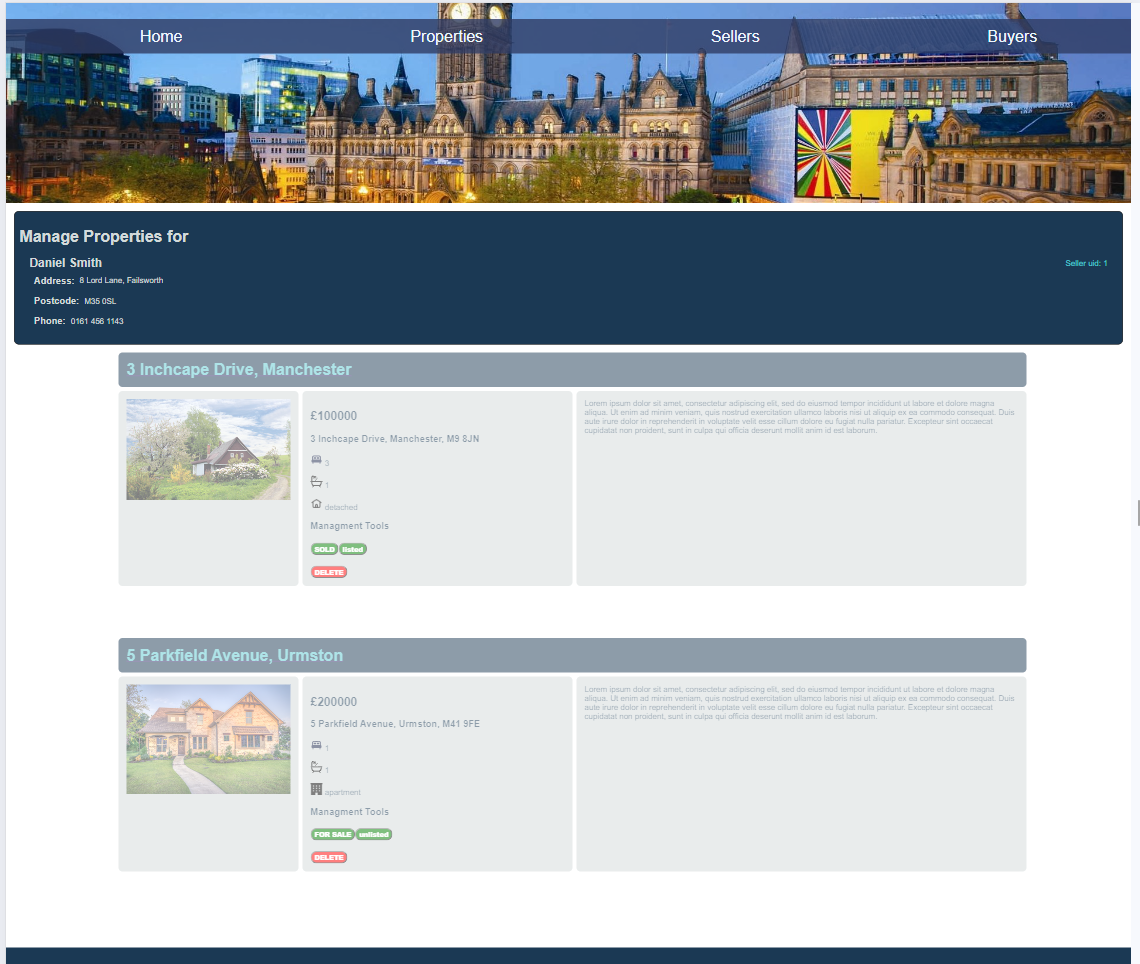 Home Properties Sellers Buyers
Manage Properties for
Daniel Smith
Seller uid: 1
Address: 8 Lord Lane, Failsworth
Postcode: M35 0SL
Phone: 0161 456 1143
3 Inchcape Drive, Manchester
£100000
3 Inchcape Drive, Manchester, M9 8JN
3
1
detached
Managment Tools
SOLD listed
DELETE
Lorem ipsum dolor sit amet, consectetur adipiscing elit, sed do eiusmod tempor incididunt ut labore et dolore magna
aliqua. Ut enim ad minim veniam, quis nostrud exercitation ullamco laboris nisi ut aliquip ex ea commodo consequat. Duis
aute irure dolor in reprehenderit in voluptate velit esse cillum dolore eu fugiat nulla pariatur. Excepteur sint occaecat
cupidatat non proident, sunt in culpa qui officia deserunt mollit anim id est laborum.
5 Parkfield Avenue, Urmston
£200000
5 Parkfield Avenue, Urmston, M41 9FE
1
1
apartment
Managment Tools
FOR SALE unlisted
DELETE
Lorem ipsum dolor sit amet, consectetur adipiscing elit, sed do eiusmod tempor incididunt ut labore et dolore magna
aliqua. Ut enim ad minim veniam, quis nostrud exercitation ullamco laboris nisi ut aliquip ex ea commodo consequat. Duis
aute irure dolor in reprehenderit in voluptate velit esse cillum dolore eu fugiat nulla pariatur. Excepteur sint occaecat
cupidatat non proident, sunt in culpa qui officia deserunt mollit anim id est laborum.